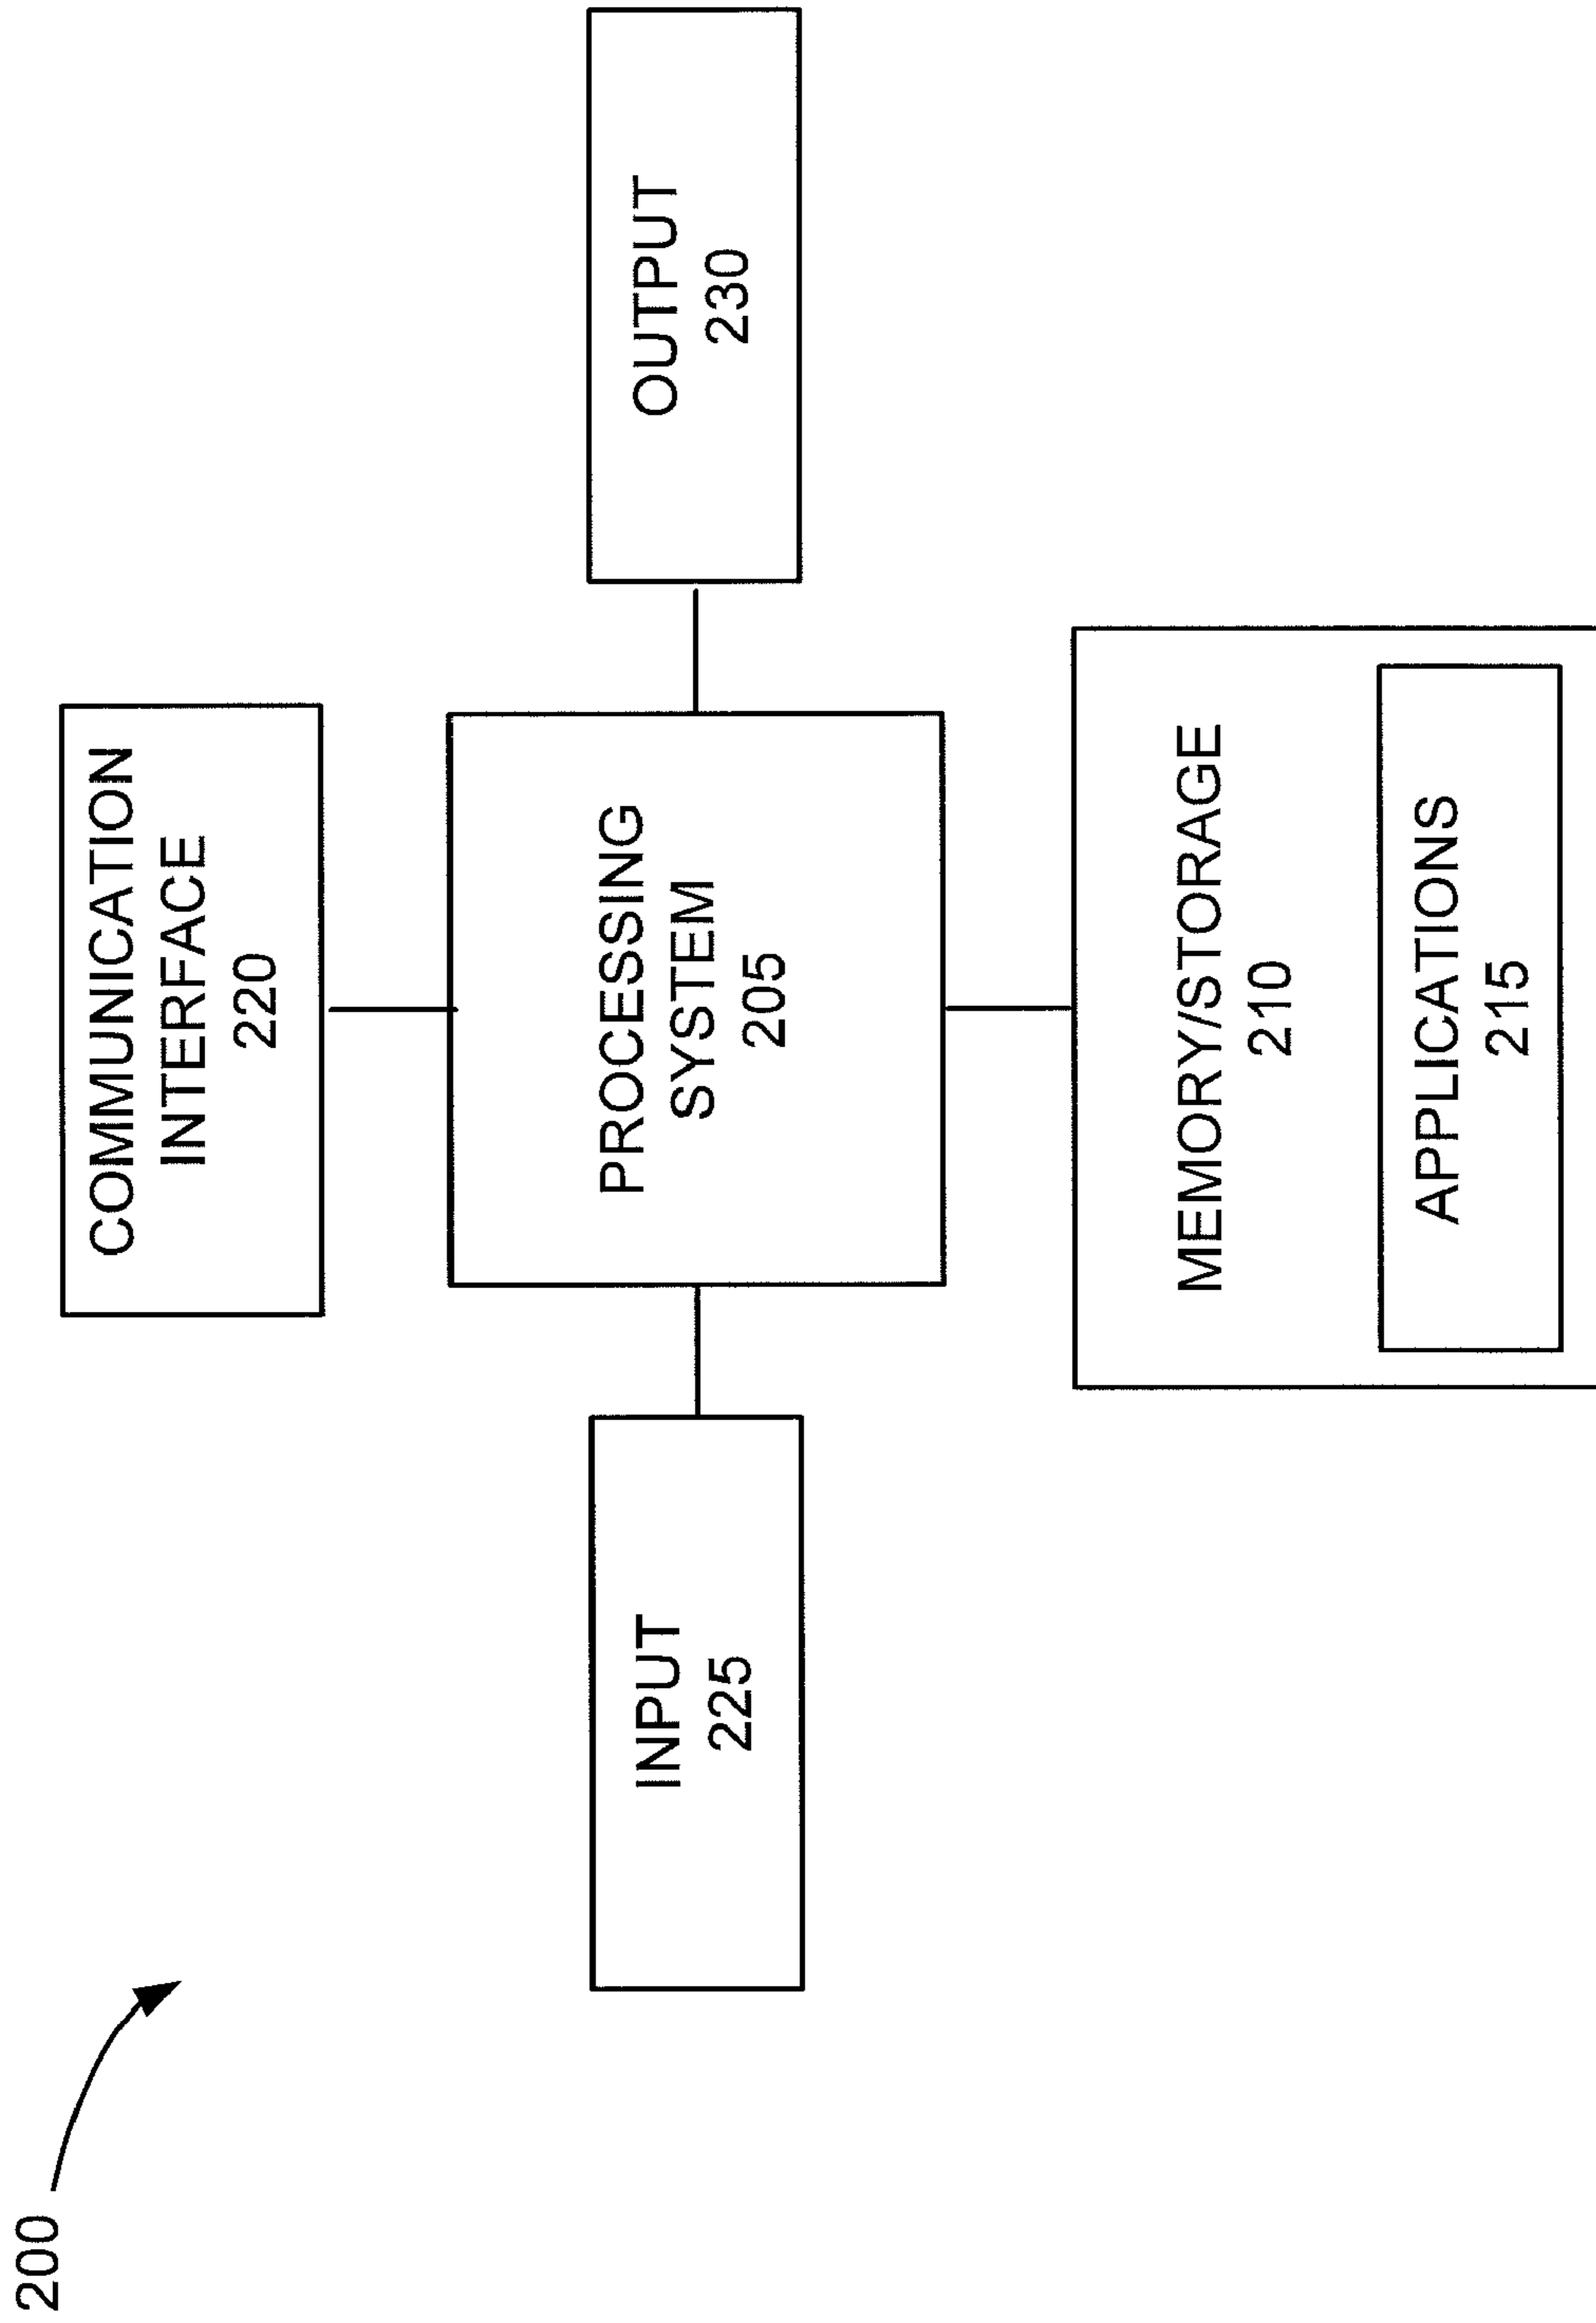 200
COMMUNICATION
INTERFACE
220
INPUT
225
PROCESSING
SYSTEM
205
OUTPUT
230
MEMORY/STORAGE
210
APPLICATIONS
215